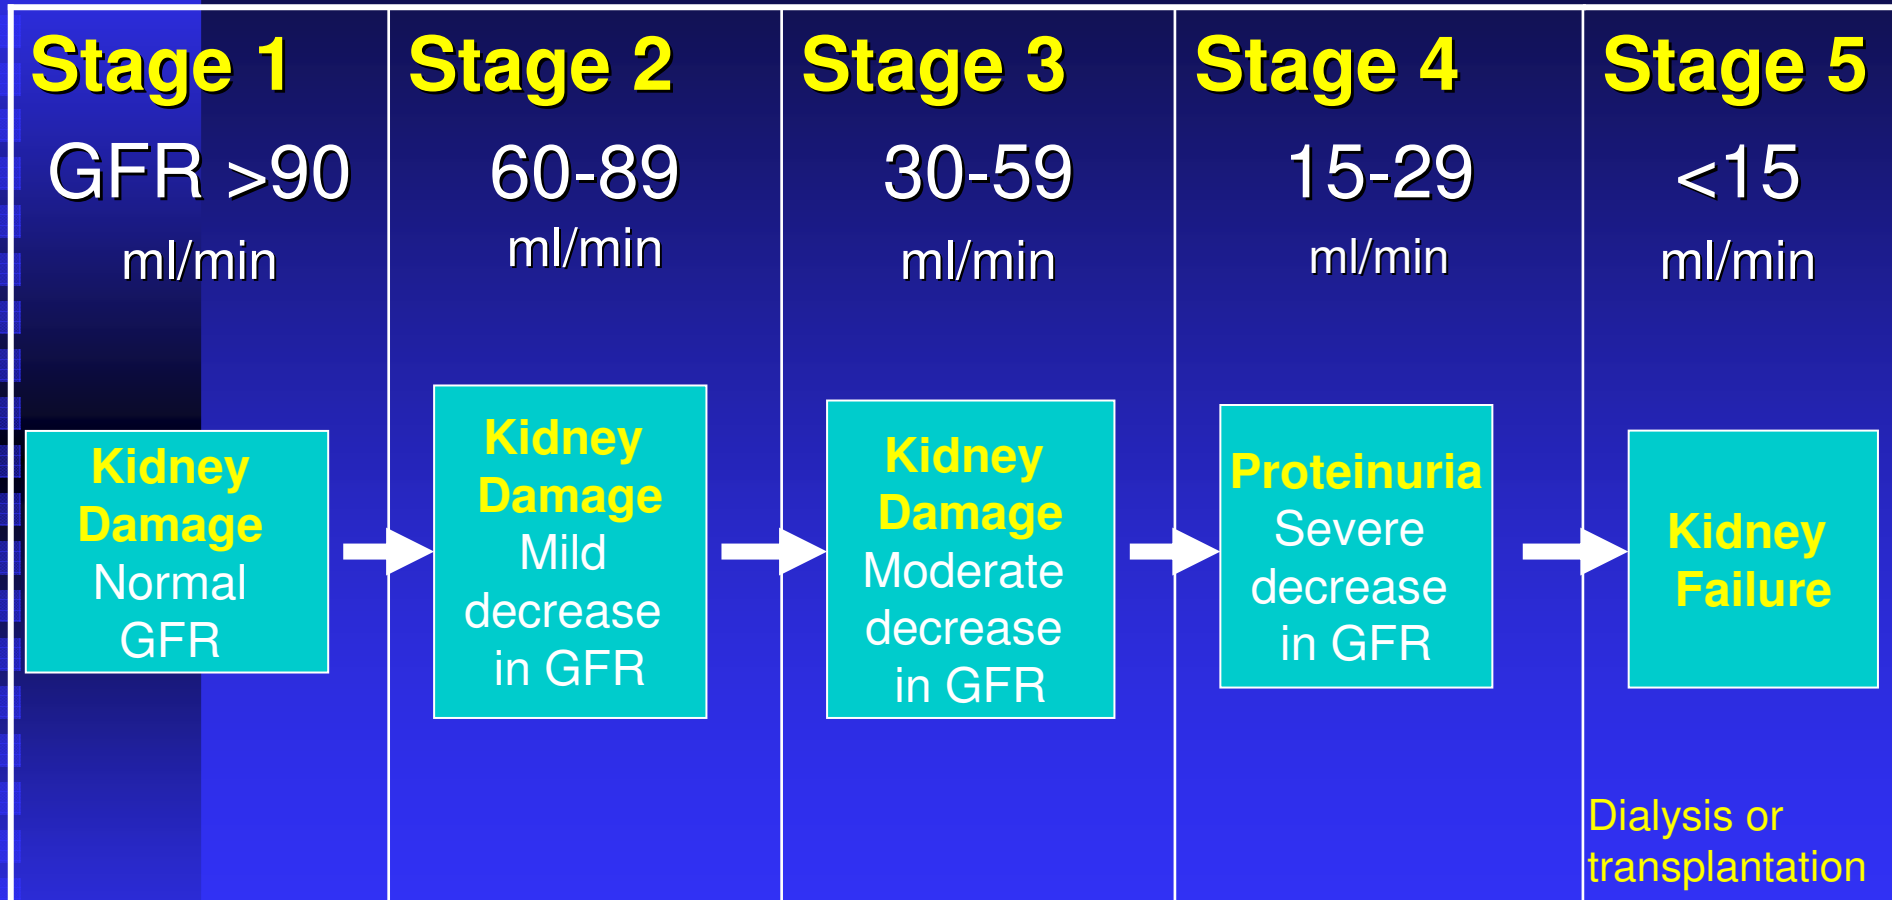 Stage 1
GFR >90
ml/min
Kidney
Damage
Normal
GFR
Stage 2
60-89
ml/min
Kidney
Damage
Mild
decrease
in GFR
Stage 3
30-59
ml/min
Kidney
Damage
Moderate
decrease
in GFR
Stage 4
15-29
ml/min
Proteinuria
Severe
decrease
in GFR
Stage 5
<15
ml/min
Kidney
Failure
Dialysis or
transplantation